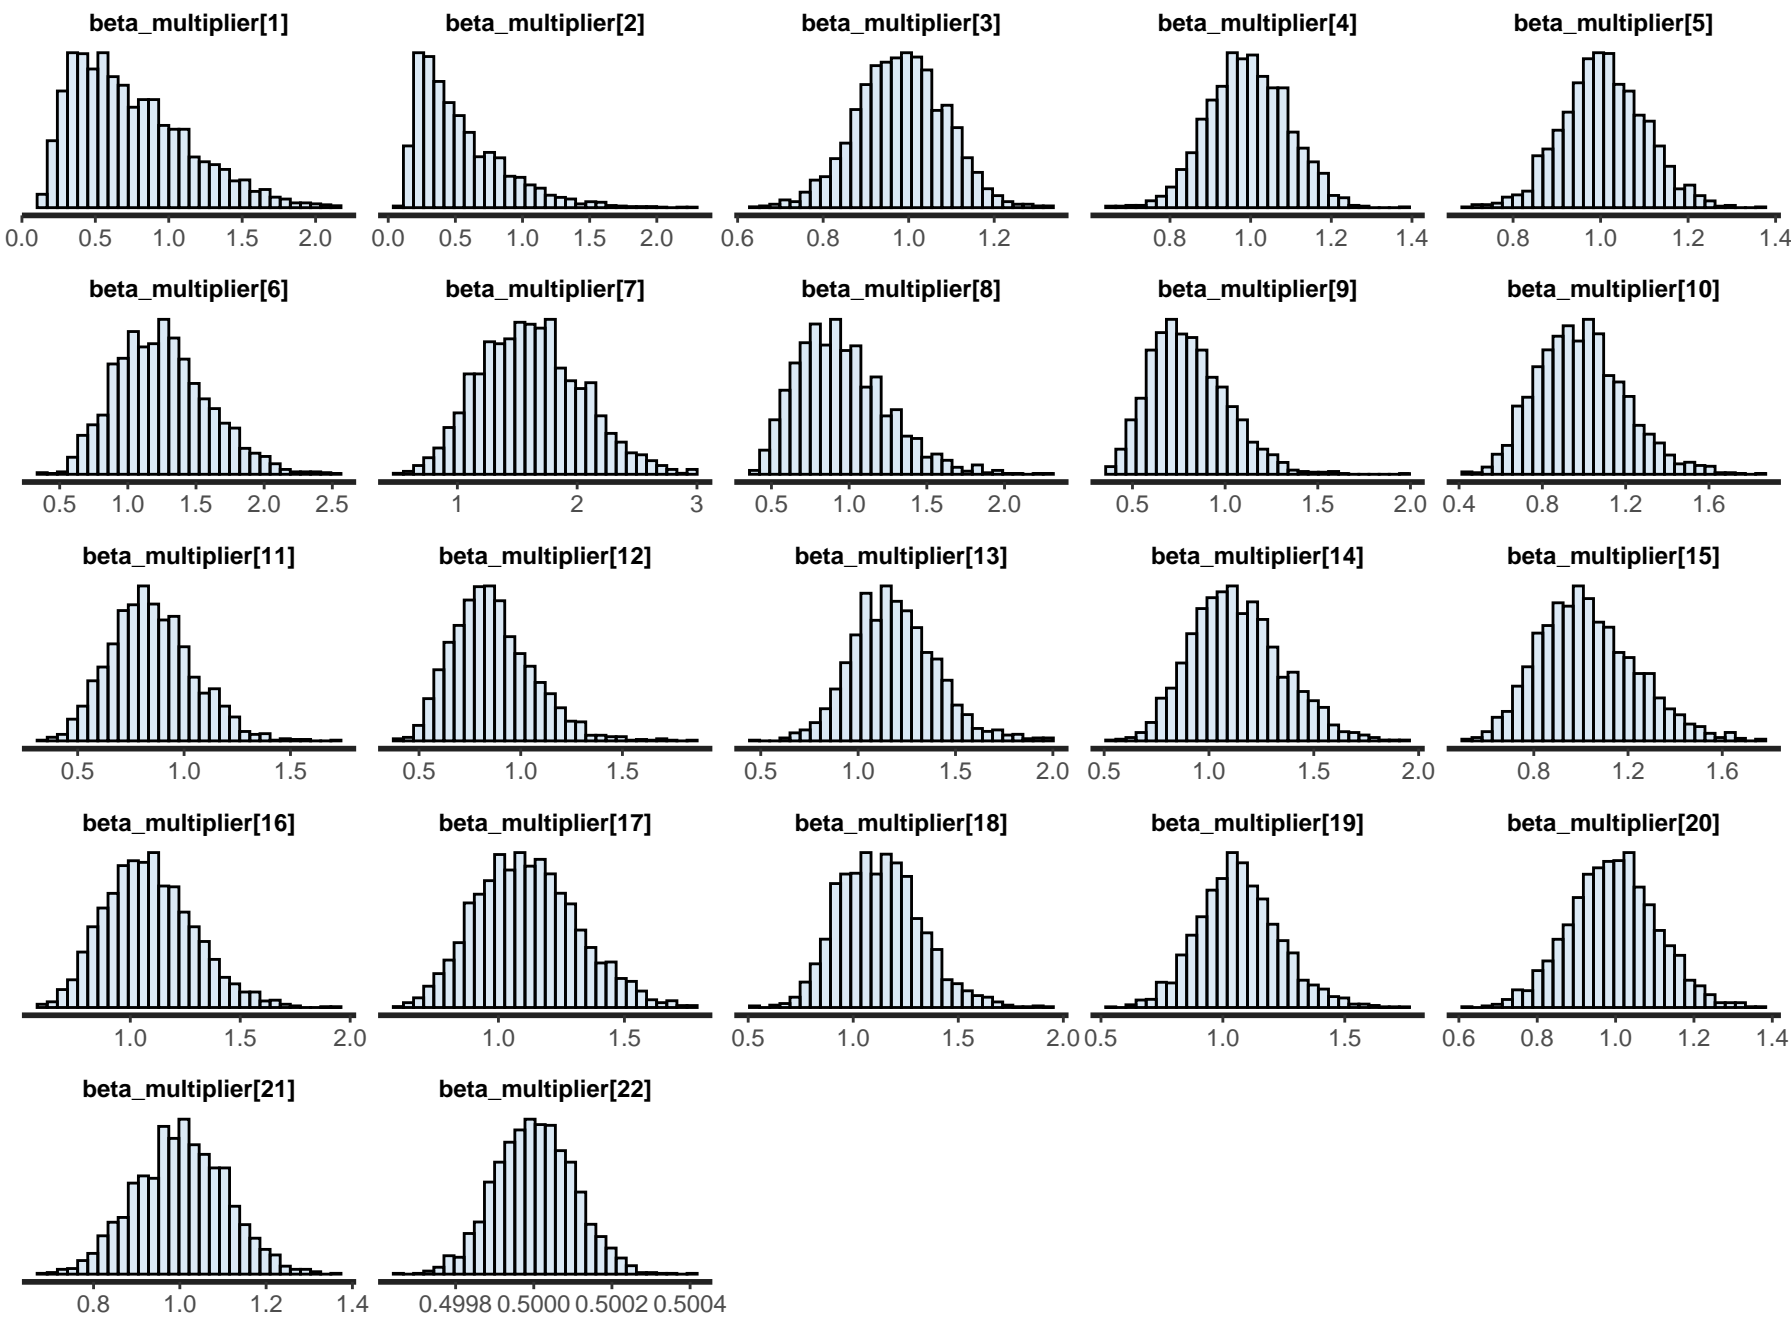 beta_multiplier[1] beta_multiplier[2] beta_multiplier[3] beta_multiplier[4] beta_multiplier[5]
0.0 0.5 1.0 1.5 2.0 0.0 0.5 1.0 1.5 2.0 0.6 0.8 1.0 1.2 0.8 1.0 1.2 1.4 0.8 1.0 1.2 1.4
beta_multiplier[6] beta_multiplier[7] beta_multiplier[8] beta_multiplier[9] beta_multiplier[10]
0.5 1.0 1.5 2.0 2.5 1 2 3 0.5 1.0 1.5 2.0 0.5 1.0 1.5 2.0 0.4 0.8 1.2 1.6
beta_multiplier[11] beta_multiplier[12] beta_multiplier[13] beta_multiplier[14] beta_multiplier[15]
0.5 1.0 1.5 0.5 1.0 1.5 0.5 1.0 1.5 2.0 0.5 1.0 1.5 2.0 0.8 1.2 1.6
beta_multiplier[16] beta_multiplier[17] beta_multiplier[18] beta_multiplier[19] beta_multiplier[20]
1.0 1.5 2.0 1.0 1.5 0.5 1.0 1.5 2.0 0.5 1.0 1.5 0.6 0.8 1.0 1.2 1.4
beta_multiplier[21] beta_multiplier[22]
0.8 1.0 1.2 1.4 0.4998 0.5000 0.5002 0.5004